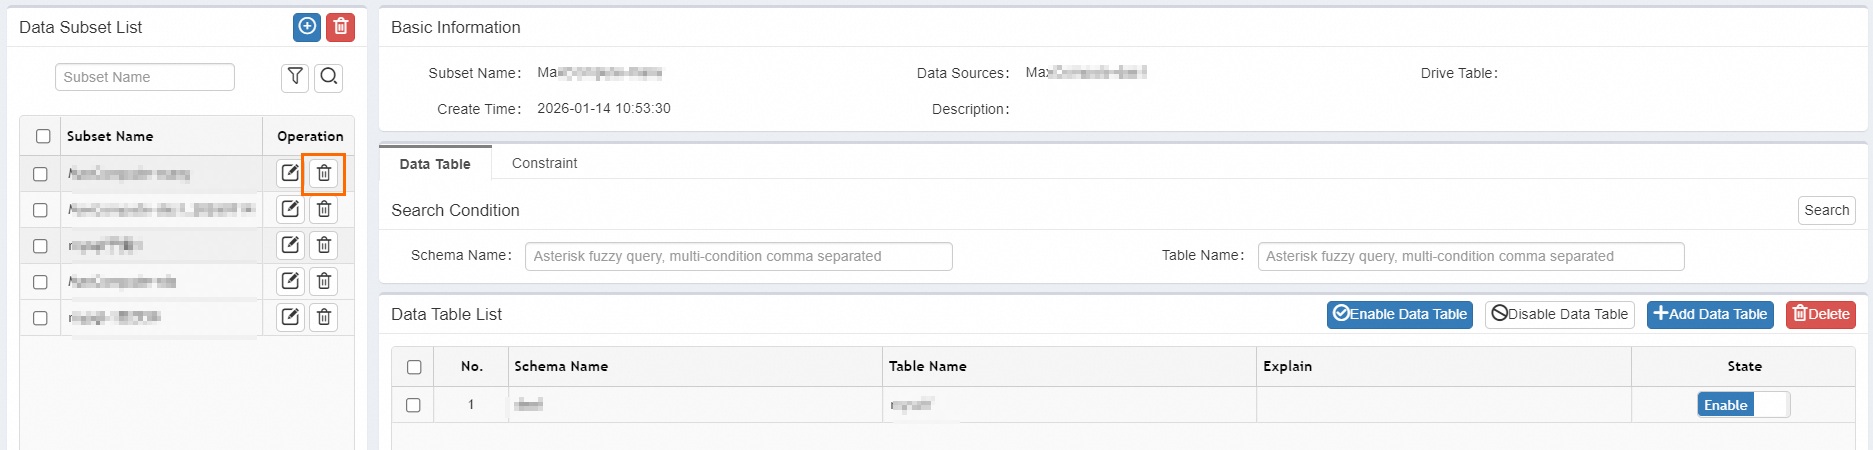 Data Subset List
Subset Name
Subset Name Operation
Basic Information
Subset Name: Ma Data Sources: Max Drive Table:
Create Time: 2026-01-14 10:53:30 Description:
Data Table Constraint
Search Condition Search
Schema Name: Asterisk fuzzy query, multi-condition comma separated Table Name: Asterisk fuzzy query, multi-condition comma separated
Data Table List Enable Data Table Disable Data Table Add Data Table Delete
No. Schema Name Table Name Explain State
1 Enable